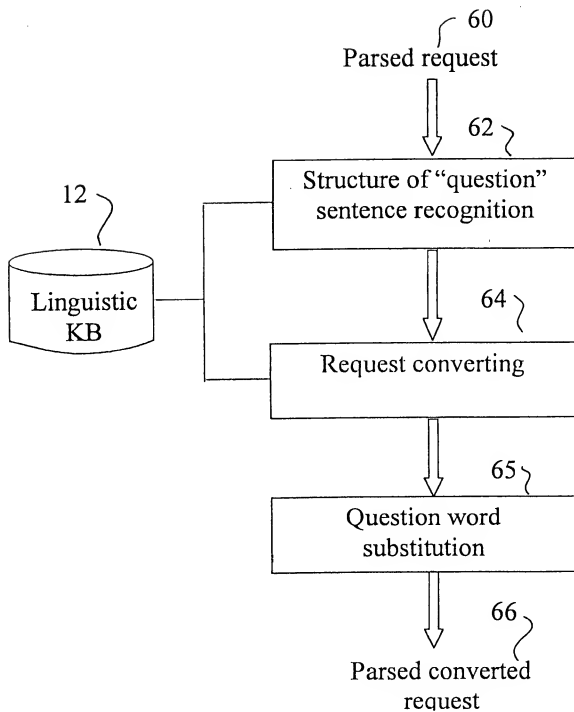 60
Parsed request
62
Structure of “question”
sentence recognition
12
Linguistic
KB
64
Request converting
65
Question word
substitution
66
Parsed converted
request